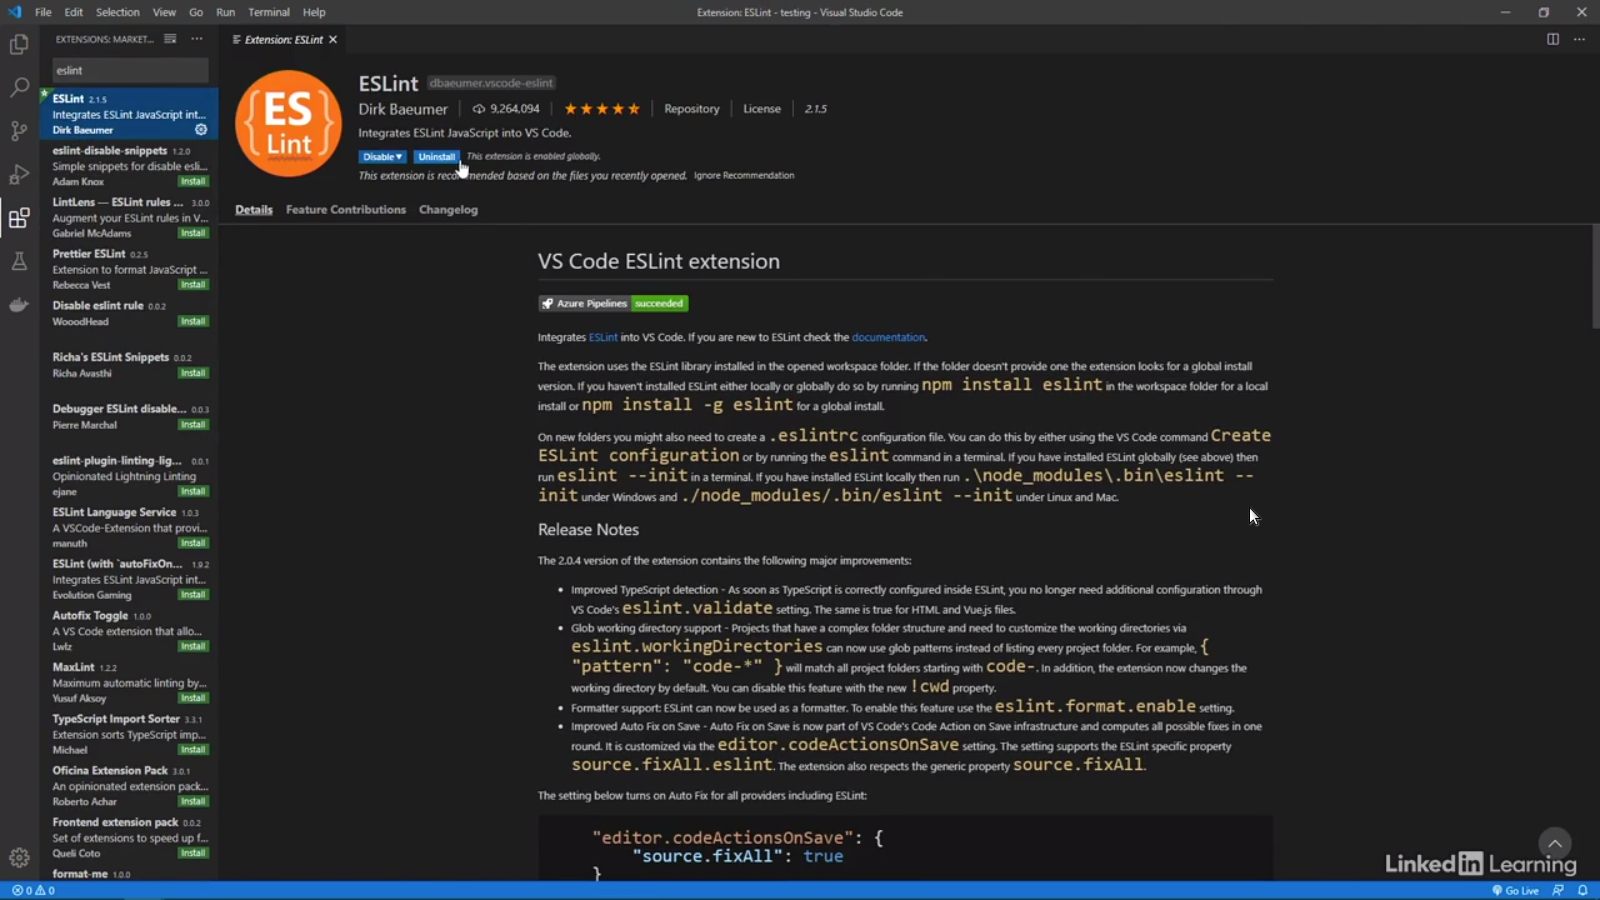 File Edit Selection View Go Run Terminal Help
Extension: ESLint - testing - Visual Studio Code
EXTENSIONS: MARKET...
eslint
ESLint 2.1.5
Integrates ESLint JavaScript int...
Dirk Baeumer
eslint-disable-snippets 1.2.0
Simple snippets for disable esli...
Adam Knox Install
LintLens — ESLint rules ... 3.0.0
Augment your ESLint rules in V...
Gabriel McAdams Install
Prettier ESLint 0.2.5
Extension to format JavaScript ...
Rebecca Vest Install
Disable eslint rule 0.0.2
WooodHead Install
Richa's ESLint Snippets 0.0.2
Richa Avasthi Install
Debugger ESLint disable... 0.0.3
Pierre Marchal Install
eslint-plugin-linting-lig... 0.0.1
Opinionated Lightning Linting
ejane Install
ESLint Language Service 1.0.3
A VSCode-Extension that provi...
manuth Install
ESLint (with `autoFixOn... 1.9.2
Integrates ESLint JavaScript int...
Evolution Gaming Install
Autofix Toggle 1.0.0
A VS Code extension that allo...
Lwlz Install
MaxLint 1.2.2
Maximum automatic linting by...
Yusuf Aksoy Install
TypeScript Import Sorter 3.3.1
Extension sorts TypeScript imp...
Michael Install
Oficina Extension Pack 3.0.1
An opinionated extension pack...
Roberto Achar Install
Frontend extension pack 0.0.2
Set of extensions to speed up f...
Queli Coto Install
format-me 1.0.0
Extension: ESLint
ES
Lint
ESLint dbaeumer.vscode-eslint
Dirk Baeumer 9,264,094 Repository License 2.1.5
Integrates ESLint JavaScript into VS Code.
Disable Uninstall This extension is enabled globally.
This extension is recommended based on the files you recently opened. Ignore Recommendation
Details Feature Contributions Changelog
VS Code ESLint extension
Azure Pipelines succeeded
Integrates ESLint into VS Code. If you are new to ESLint check the documentation.
The extension uses the ESLint library installed in the opened workspace folder. If the folder doesn't provide one the extension looks for a global install
version. If you haven't installed ESLint either locally or globally do so by running npm install eslint in the workspace folder for a local
install or npm install -g eslint for a global install.
On new folders you might also need to create a .eslintrc configuration file. You can do this by either using the VS Code command Create
ESLint configuration or by running the eslint command in a terminal. If you have installed ESLint globally (see above) then
run eslint --init in a terminal. If you have installed ESLint locally then run .\node_modules\.bin\eslint --
init under Windows and ./node_modules/.bin/eslint --init under Linux and Mac.
Release Notes
The 2.0.4 version of the extension contains the following major improvements:
• Improved TypeScript detection - As soon as TypeScript is correctly configured inside ESLint, you no longer need additional configuration through
VS Code's eslint.validate setting. The same is true for HTML and Vue.js files.
• Glob working directory support - Projects that have a complex folder structure and need to customize the working directories via
eslint.workingDirectories can now use glob patterns instead of listing every project folder. For example, {
"pattern": "code-*" } will match all project folders starting with code-. In addition, the extension now changes the
working directory by default. You can disable this feature with the new !cwd property.
• Formatter support: ESLint can now be used as a formatter. To enable this feature use the eslint.format.enable setting.
• Improved Auto Fix on Save - Auto Fix on Save is now part of VS Code's Code Action on Save infrastructure and computes all possible fixes in one
round. It is customized via the editor.codeActionsOnSave setting. The setting supports the ESLint specific property
source.fixAll.eslint. The extension also respects the generic property source.fixAll.
The setting below turns on Auto Fix for all providers including ESLint:
"editor.codeActionsOnSave": {
"source.fixAll": true
}
LinkedIn Learning
0 0
Go Live